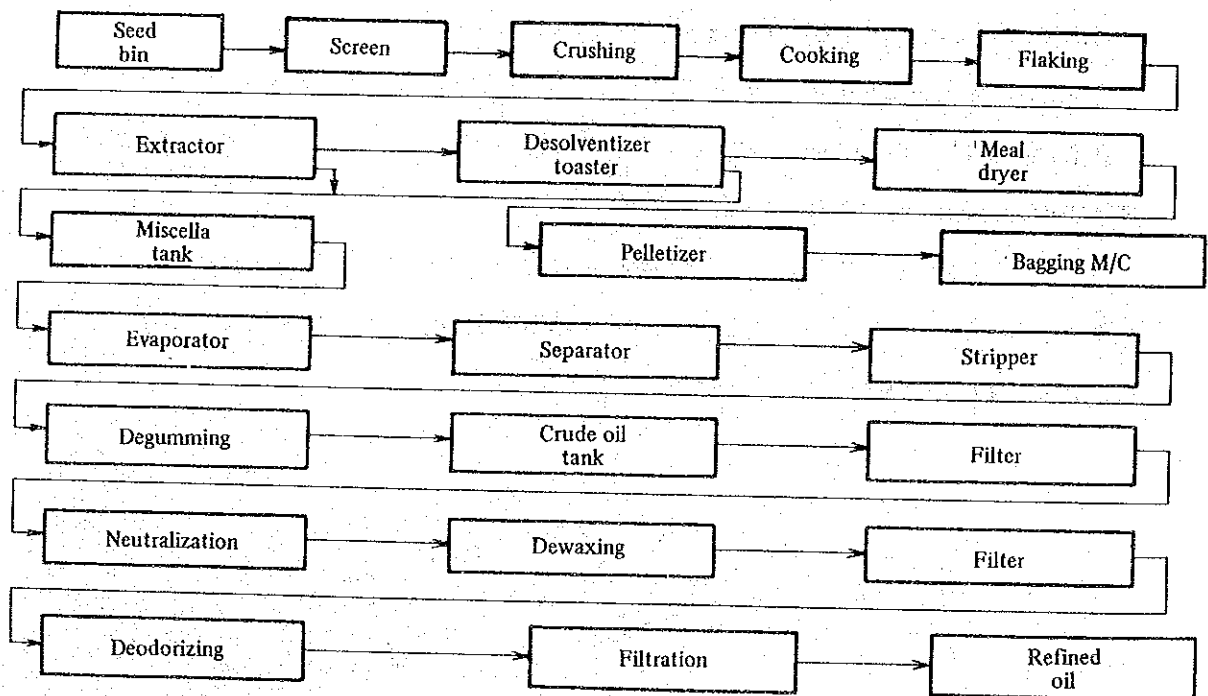 Seed
bin
Screen
Crushing
Cooking
Flaking
Extractor
Desolventizer
toaster
Meal
dryer
Miscella
tank
Pelletizer
Bagging M/C
Evaporator
Separator
Stripper
Degumming
Crude oil
tank
Filter
Neutralization
Dewaxing
Filter
Deodorizing
Filtration
Refined
oil